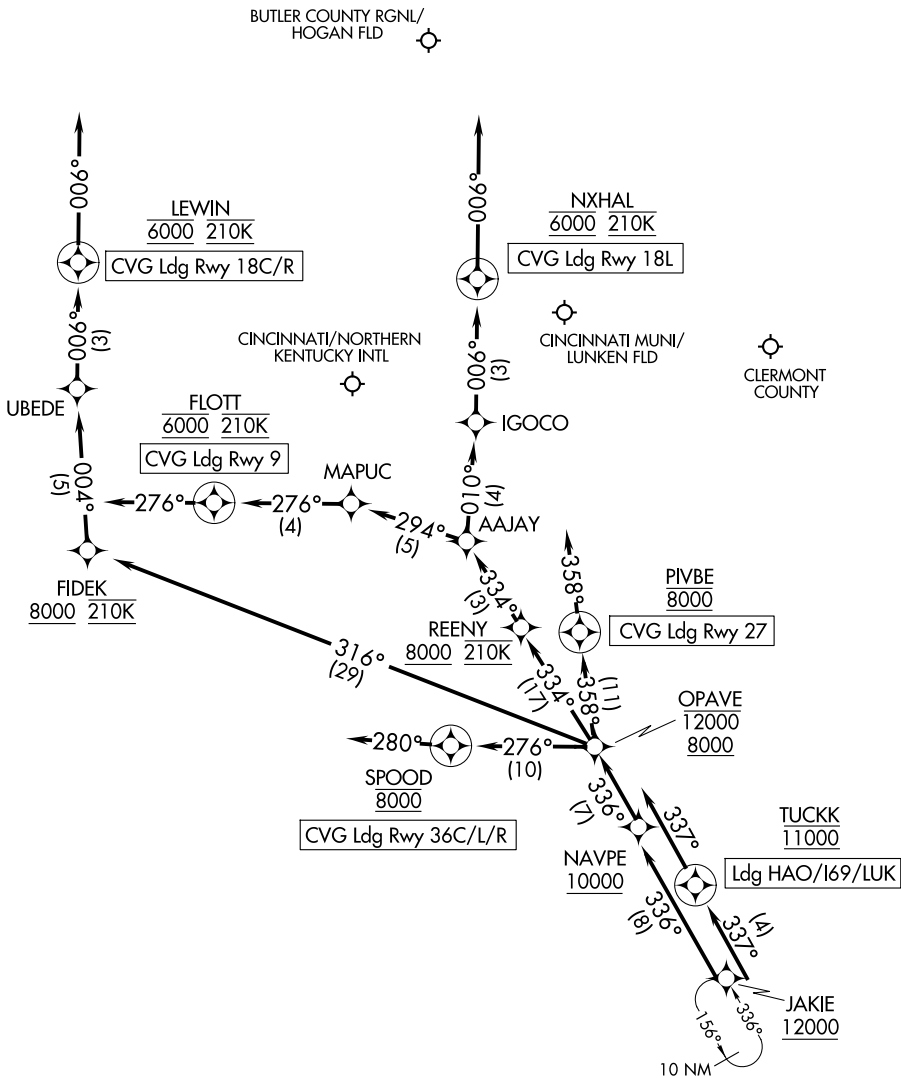 BUTLER COUNTY RGNL/
HOGAN FLD
006°
LEWIN
6000 210K
CVG Ldg Rwy 18C/R
006°
NXHAL
6000 210K
CVG Ldg Rwy 18L
006°
(3)
CINCINNATI/NORTHERN
KENTUCKY INTL
006°
(3)
CINCINNATI MUNI/
LUNKEN FLD
CLERMONT
COUNTY
UBEDE
FLOTT
6000 210K
CVG Ldg Rwy 9
IGOCO
MAPUC
004°
(5)
276°
276°
(4)
294°
(5)
010°
(4)
AAJAY
FIDEK
8000 210K
334°
(3)
358°
PIVBE
8000
CVG Ldg Rwy 27
REENY
8000 210K
316°
(29)
334°
(17)
358°
(11)
OPAVE
12000
8000
280°
276°
(10)
SPOOD
8000
CVG Ldg Rwy 36C/L/R
336°
(7)
337°
TUCKK
11000
Ldg HAO/I69/LUK
NAVPE
10000
336°
(8)
337°
(4)
JAKIE
12000
156°
336°
10 NM